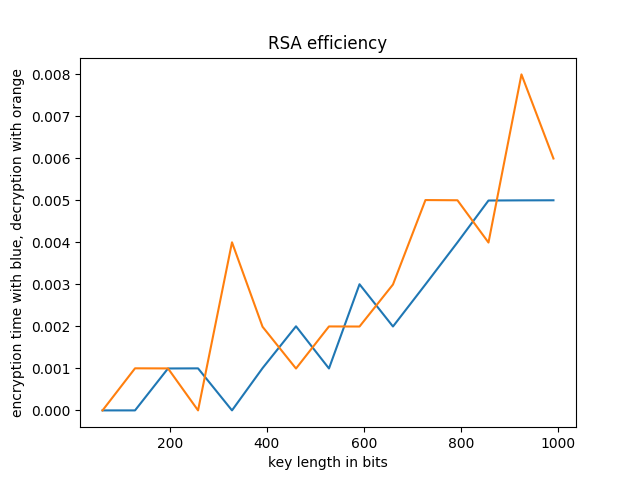 RSA efficiency
encryption time with blue, decryption with orange
0.008
0.007
0.006
0.005
0.004
0.003
0.002
0.001
0.000
200 400 600 800 1000
key length in bits